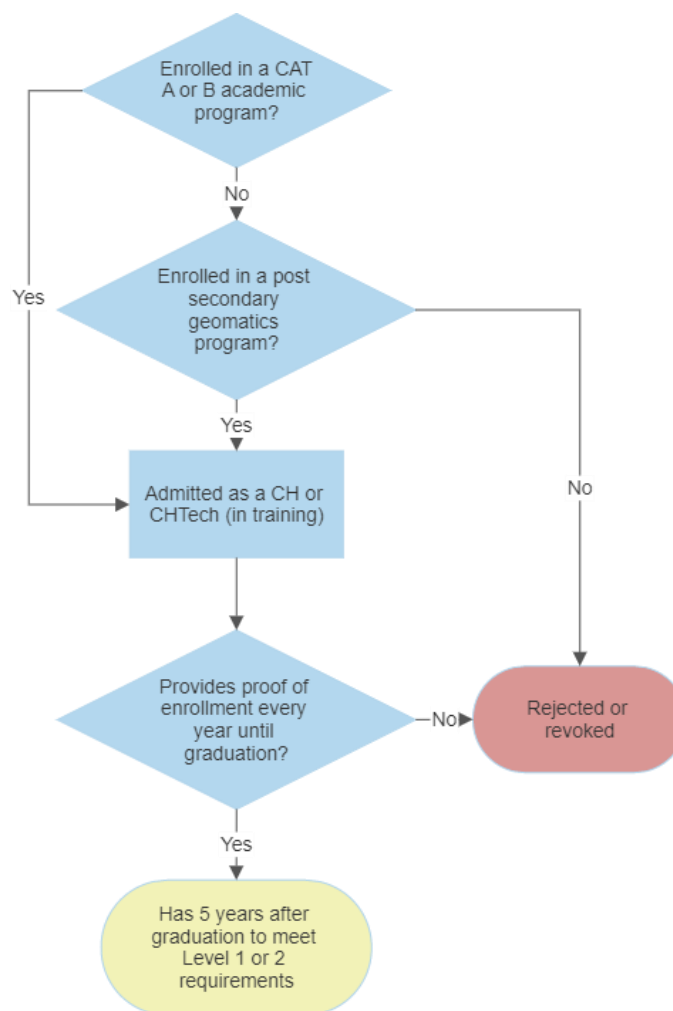 Enrolled in a CAT
A or B academic
program?
No
Yes
Enrolled in a post
secondary
geomatics
program?
Yes
No
Admitted as a CH or
CHTech (in training)
Provides proof of
enrollment every
year until
graduation?
No
Rejected or
revoked
Yes
Has 5 years after
graduation to meet
Level 1 or 2
requirements